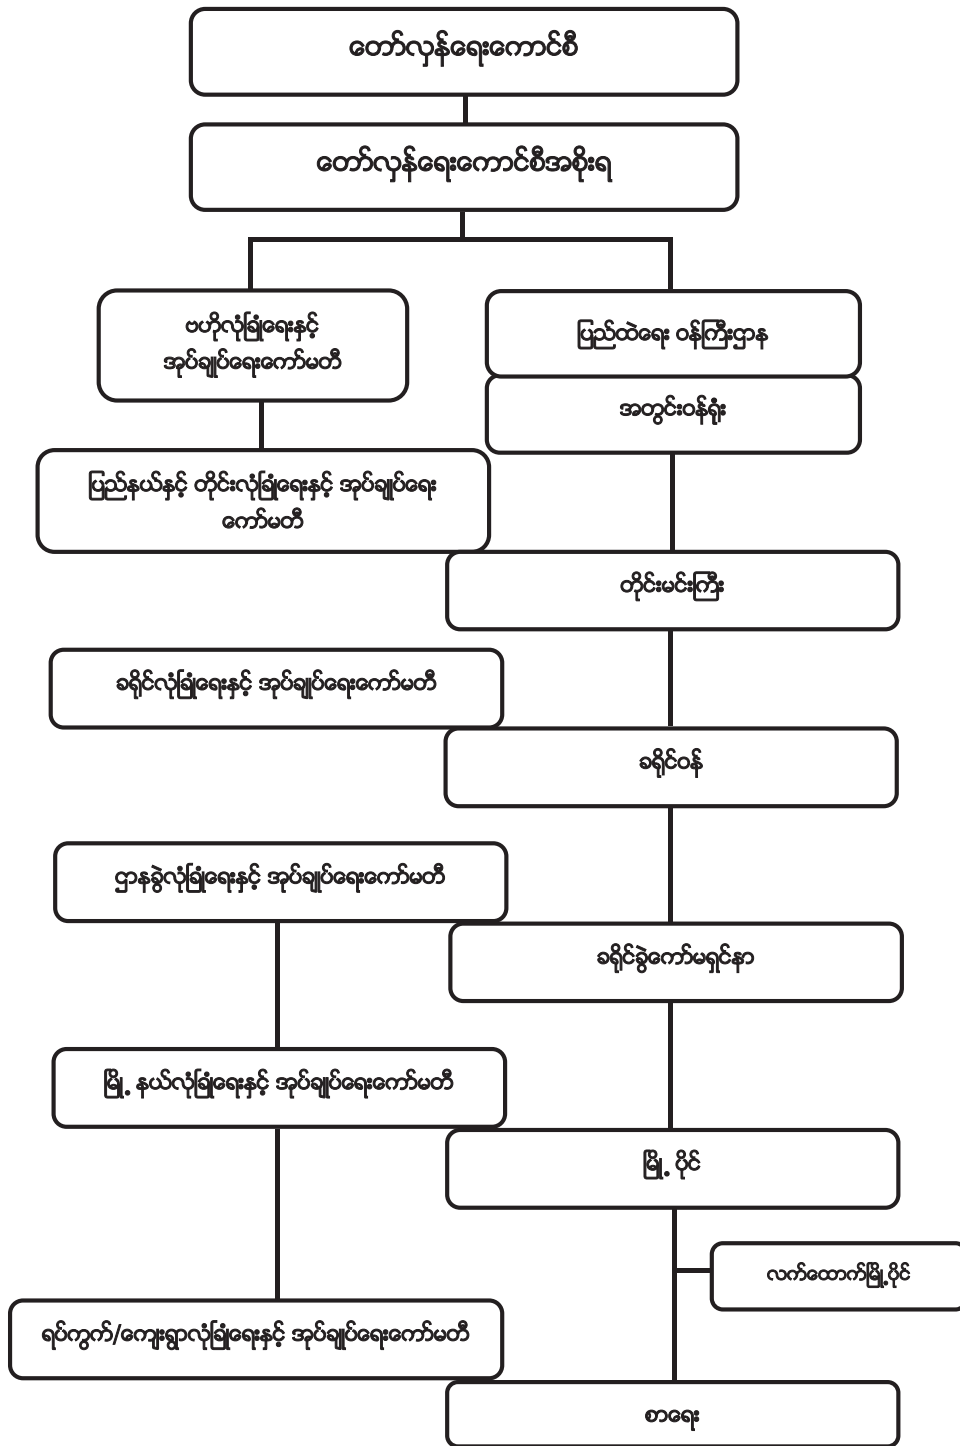 တော်လှန်ရေးကောင်စီ
တော်လှန်ရေးကောင်စီအစိုးရ
ဗဟိုလုံခြုံရေးနှင့်
အုပ်ချုပ်ရေးကော်မတီ
ပြည်ထဲရေး ဝန်ကြီးဌာန
အတွင်းဝန်ရုံး
ပြည်နယ်နှင့် တိုင်းလုံခြုံရေးနှင့် အုပ်ချုပ်ရေး
ကော်မတီ
တိုင်းမင်းကြီး
ခရိုင်လုံခြုံရေးနှင့် အုပ်ချုပ်ရေးကော်မတီ
ခရိုင်ဝန်
ဌာနခွဲလုံခြုံရေးနှင့် အုပ်ချုပ်ရေးကော်မတီ
ခရိုင်ခွဲကော်မရှင်နာ
မြို့ နယ်လုံခြုံရေးနှင့် အုပ်ချုပ်ရေးကော်မတီ
မြို့ ပိုင်
လက်ထောက်မြို့ပိုင်
ရပ်ကွက်/ကျေးရွာလုံခြုံရေးနှင့် အုပ်ချုပ်ရေးကော်မတီ
စာရေး